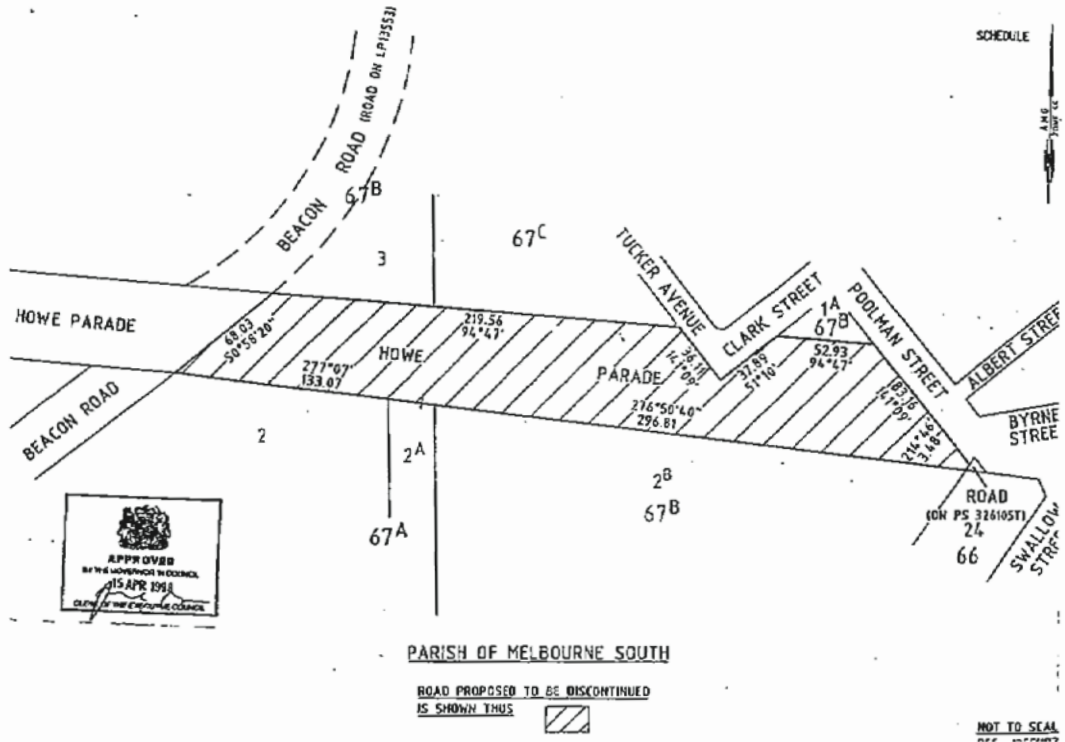 SCHEDULE
AMG
ZONE
BEACON ROAD (ROAD ON LP13553)
67B
3
67C
TUCKER AVENUE
CLARK STREET
1A
67B
POOLMAN STREET
ALBERT STREE
BYRNE
STREE
HOWE PARADE
68.03
50°58'20"
219.56
94°47'
HOWE
PARADE
277°07'
133.07
36.11
141°09'
37.89
51°10'
52.93
94°47'
276°50'40"
296.81
83.16
141°09'
214°46'
3.48
BEACON ROAD
2
2A
2B
67B
67A
ROAD
(ON PS 326105T)
24
66
SWALLOW
STREE
APPROVED
BY THE GOVERNOR IN COUNCIL
15 APR
CLERK OF THE EXECUTIVE COUNCIL
PARISH OF MELBOURNE SOUTH
ROAD PROPOSED TO BE DISCONTINUED
IS SHOWN THUS
NOT TO SCAL